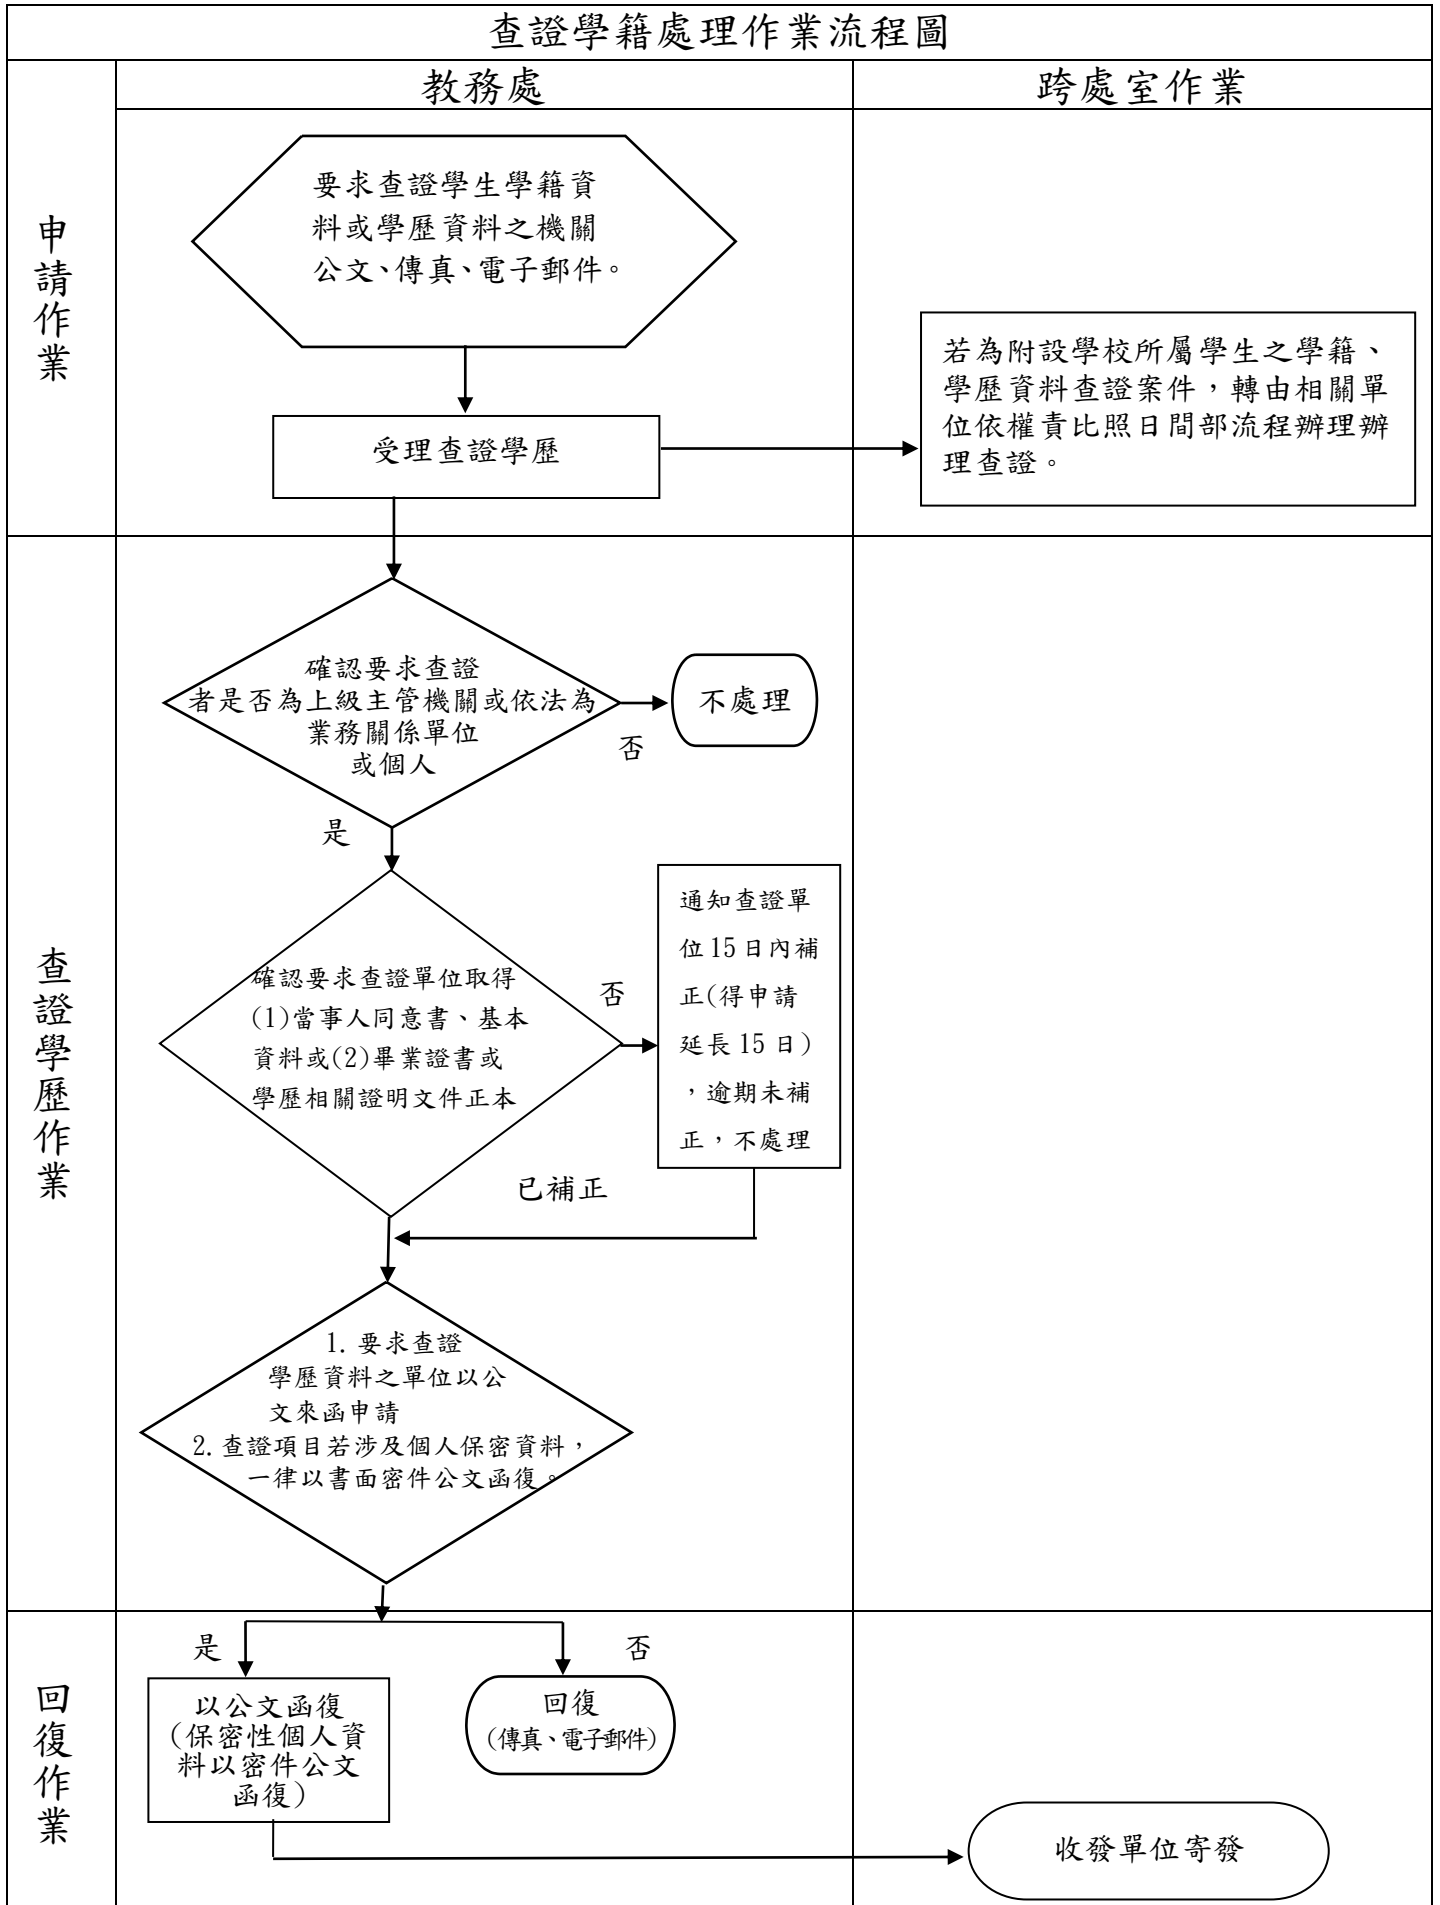 查證學籍處理作業流程圖
教務處
跨處室作業
申請作業
要求查證學生學籍資
料或學歷資料之機關
公文、傳真、電子郵件。
受理查證學歷
若為附設學校所屬學生之學籍、
學歷資料查證案件，轉由相關單
位依權責比照日間部流程辦理辦
理查證。
查證學歷作業
確認要求查證
者是否為上級主管機關或依法為
業務關係單位
或個人
否
不處理
是
確認要求查證單位取得
(1)當事人同意書、基本
資料或(2)畢業證書或
學歷相關證明文件正本
否
通知查證單
位15日內補
正(得申請
延長15日)
，逾期未補
正，不處理
已補正
1. 要求查證
學歷資料之單位以公
文來函申請
2. 查證項目若涉及個人保密資料，
一律以書面密件公文函復。
回復作業
是
否
以公文函復
(保密性個人資
料以密件公文
函復)
回復
(傳真、電子郵件)
收發單位寄發